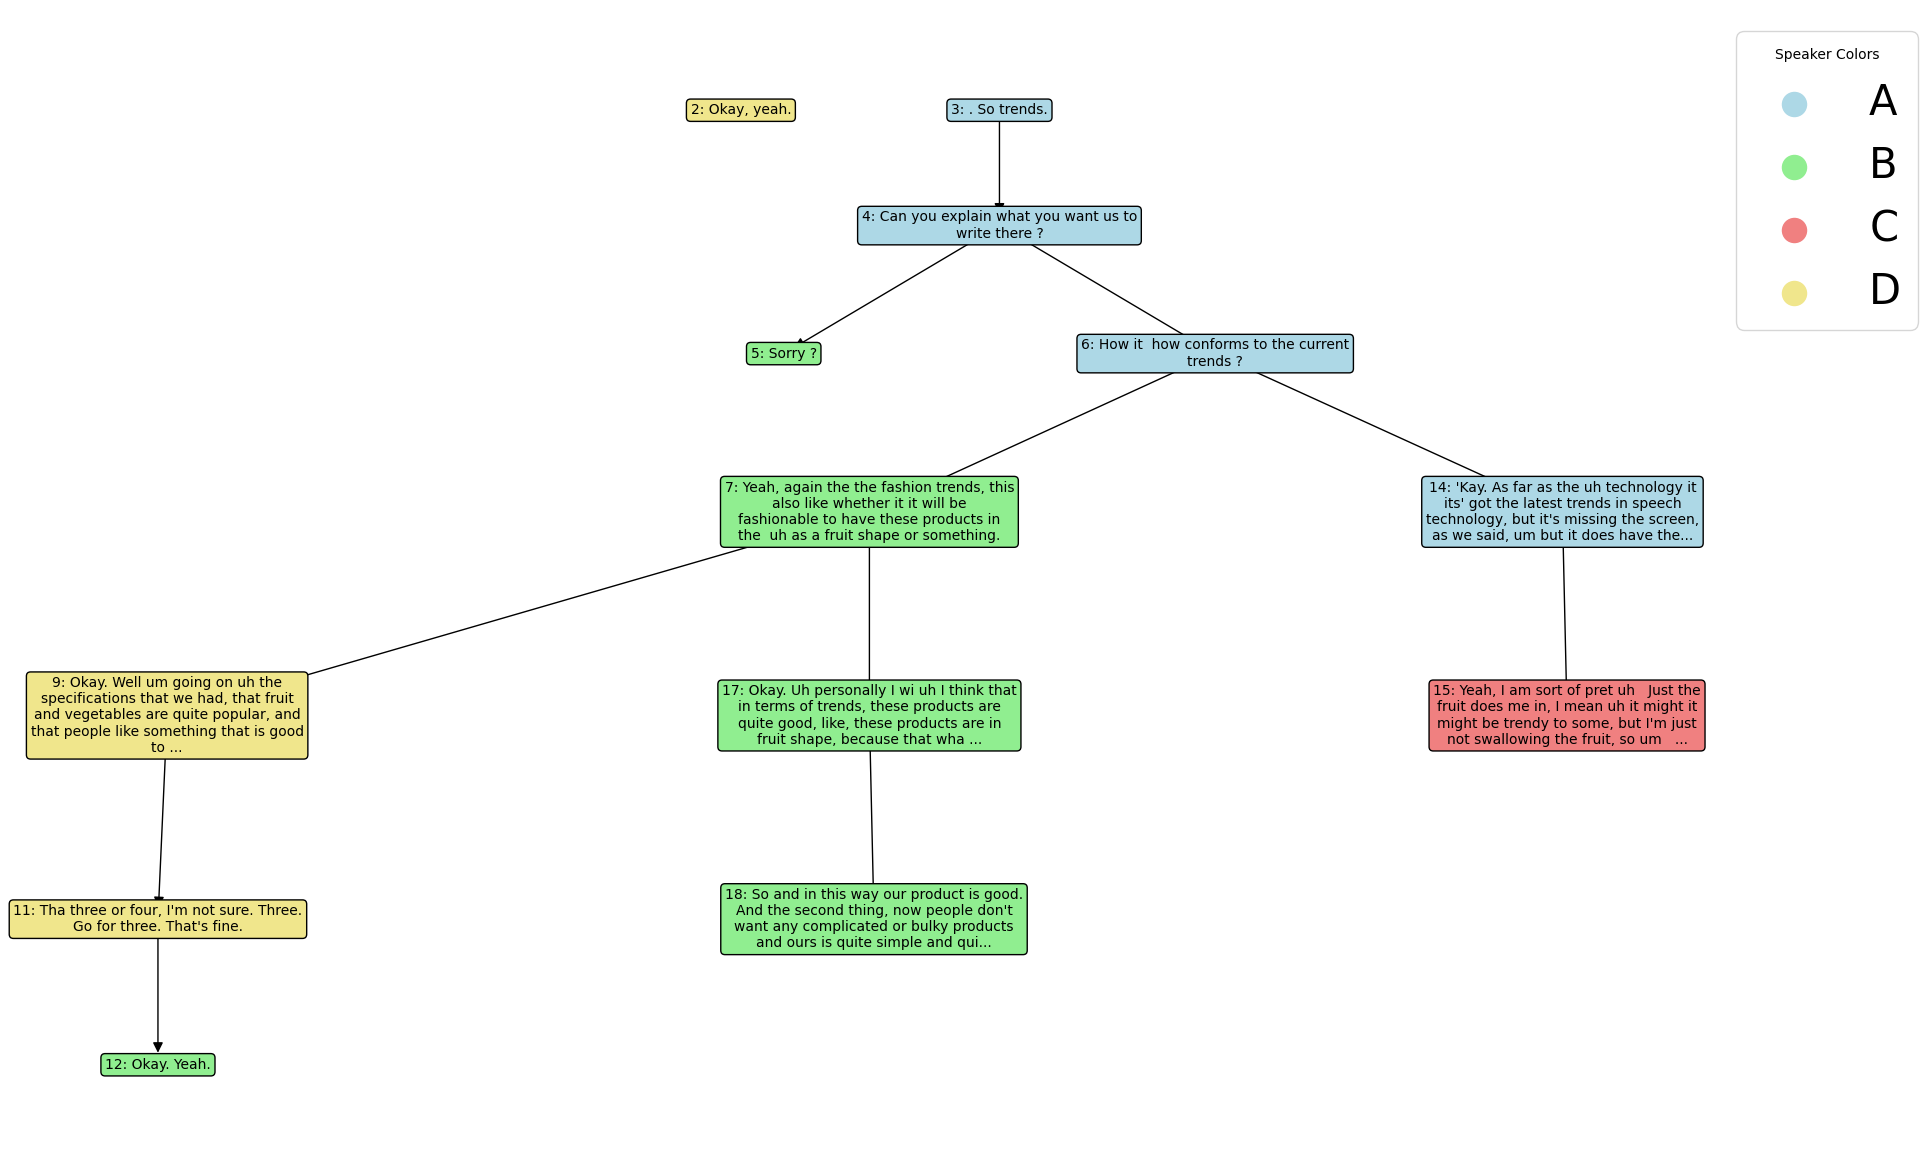 Speaker Colors
A
B
C
D
2: Okay, yeah.
3: . So trends.
4: Can you explain what you want us to
write there ?
5: Sorry ?
6: How it  how conforms to the current
trends ?
7: Yeah, again the the fashion trends, this
also like whether it it will be
fashionable to have these products in
the  uh as a fruit shape or something.
14: 'Kay. As far as the uh technology it
its' got the latest trends in speech
technology, but it's missing the screen,
as we said, um but it does have the...
9: Okay. Well um going on uh the
specifications that we had, that fruit
and vegetables are quite popular, and
that people like something that is good
to ...
17: Okay. Uh personally I wi uh I think that
in terms of trends, these products are
quite good, like, these products are in
fruit shape, because that wha ...
15: Yeah, I am sort of pret uh   Just the
fruit does me in, I mean uh it might it
might be trendy to some, but I'm just
not swallowing the fruit, so um   ...
11: Tha three or four, I'm not sure. Three.
Go for three. That's fine.
18: So and in this way our product is good.
And the second thing, now people don't
want any complicated or bulky products
and ours is quite simple and qui...
12: Okay. Yeah.